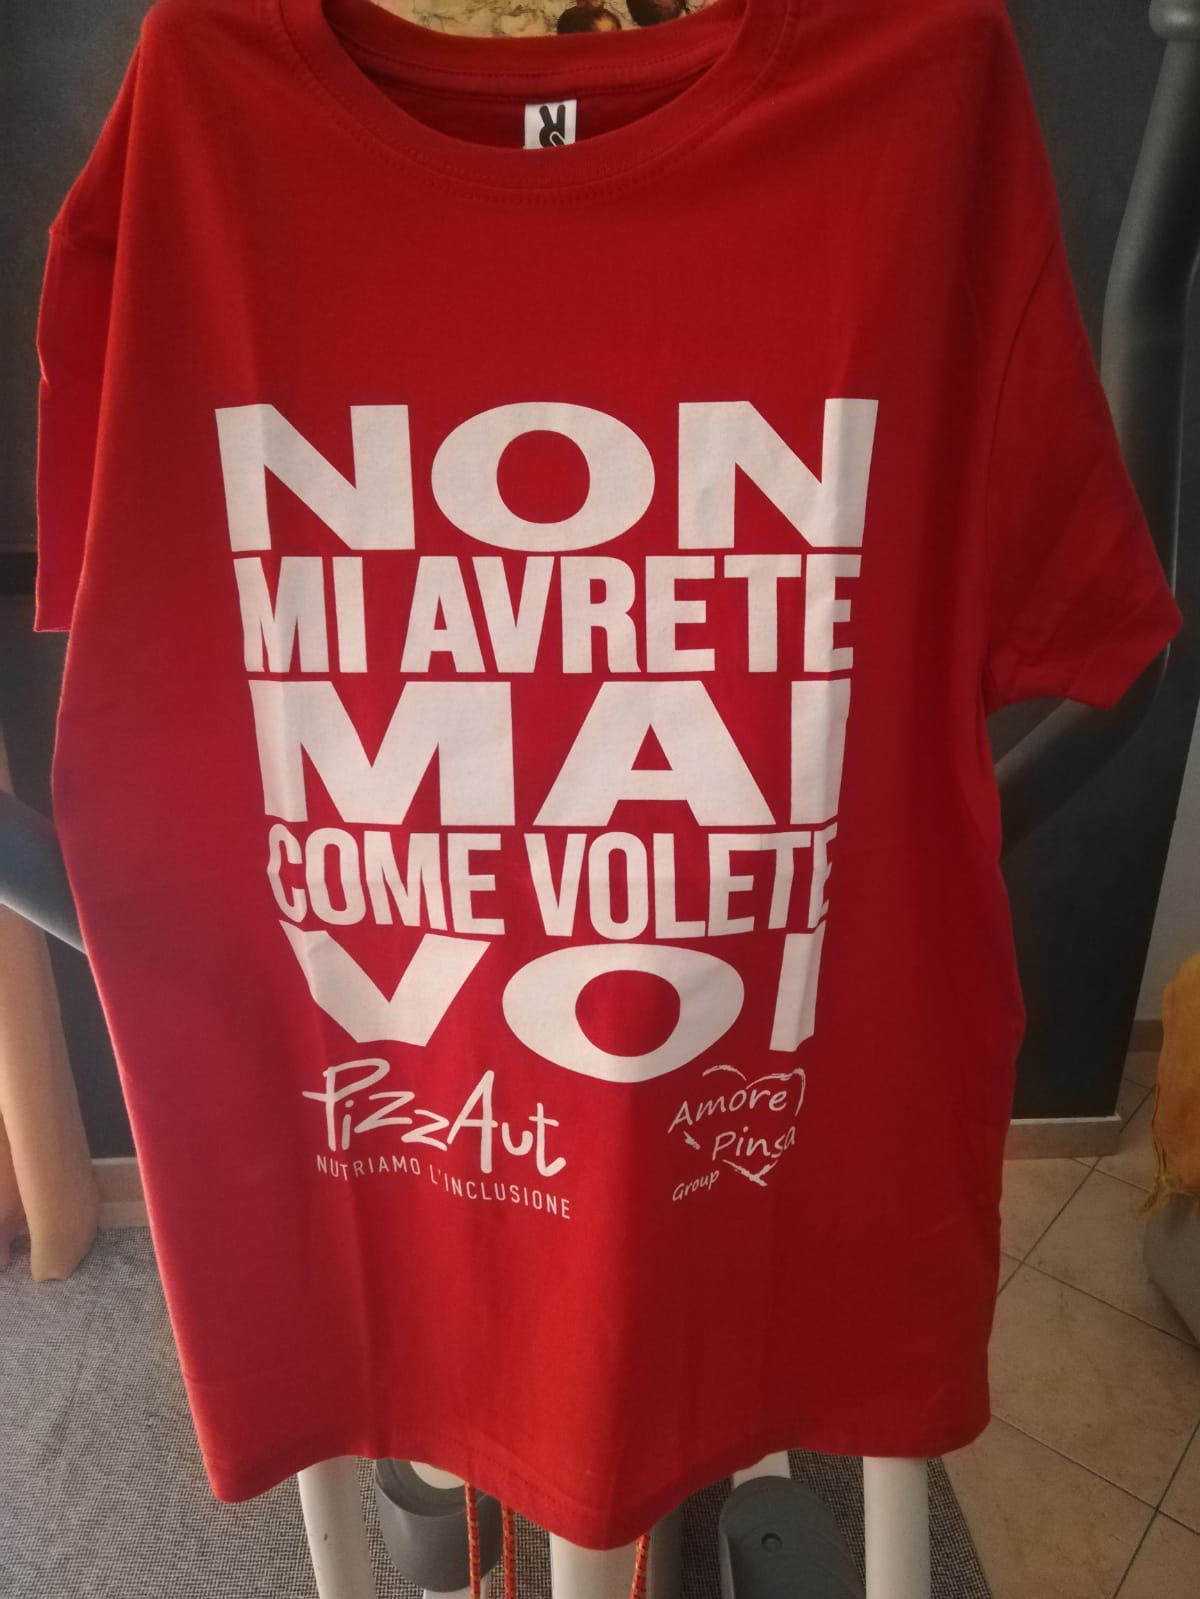 NON
MI AVRETE
MAI
COME VOLETE
VOI
PizzAut
NUTRIAMO L'INCLUSIONE
Amore
Pinsa
Group